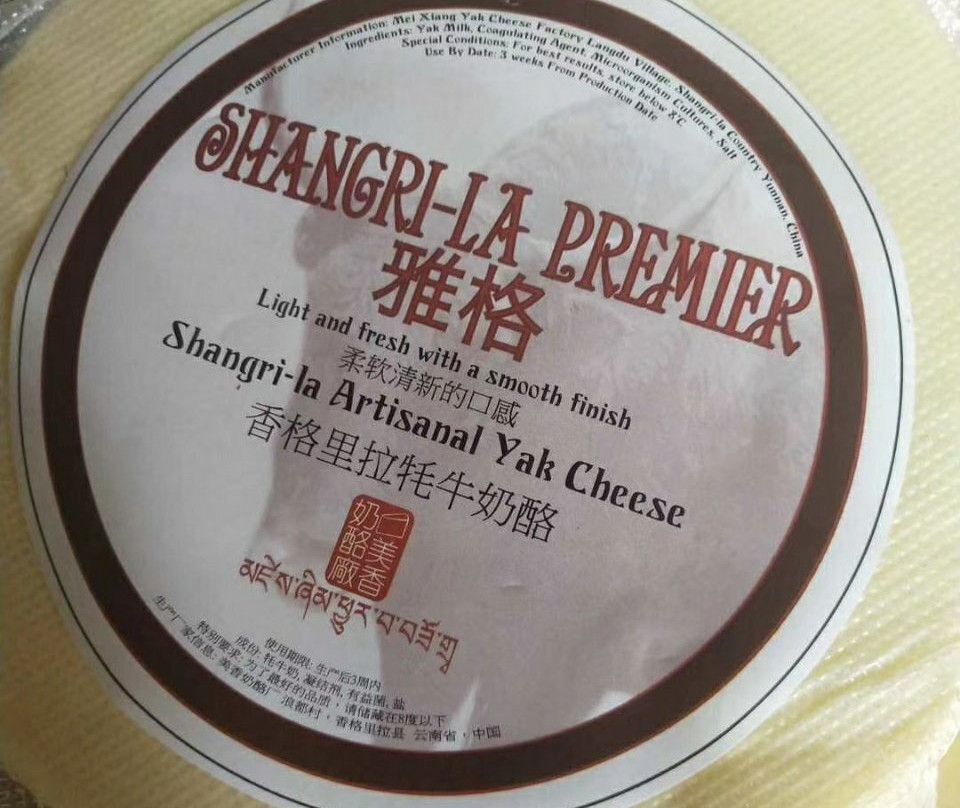 Manufacturer Information: Mei Xiang Yak Cheese Factory Langdu Village, Shangri-la Country Yunnan, China
Ingredients: Yak Milk, Coagulating Agent, Microorganism Cultures, Salt
Special Conditions: For best results, store below 8°C
Use By Date: 3 weeks From Production Date
SHANGRI-LA PREMIER
雅格
Light and fresh with a smooth finish
柔软清新的口感
Shangri-la Artisanal Yak Cheese
香格里拉牦牛奶酪
美香
奶酪廠
使用期限: 生产后3周内
成份: 牦牛奶, 凝结剂, 有益菌, 盐
特别要求: 为了最好的品质，请储藏在8度以下
生产厂家信息: 美香奶酪厂 浪都村，香格里拉县 云南省，中国